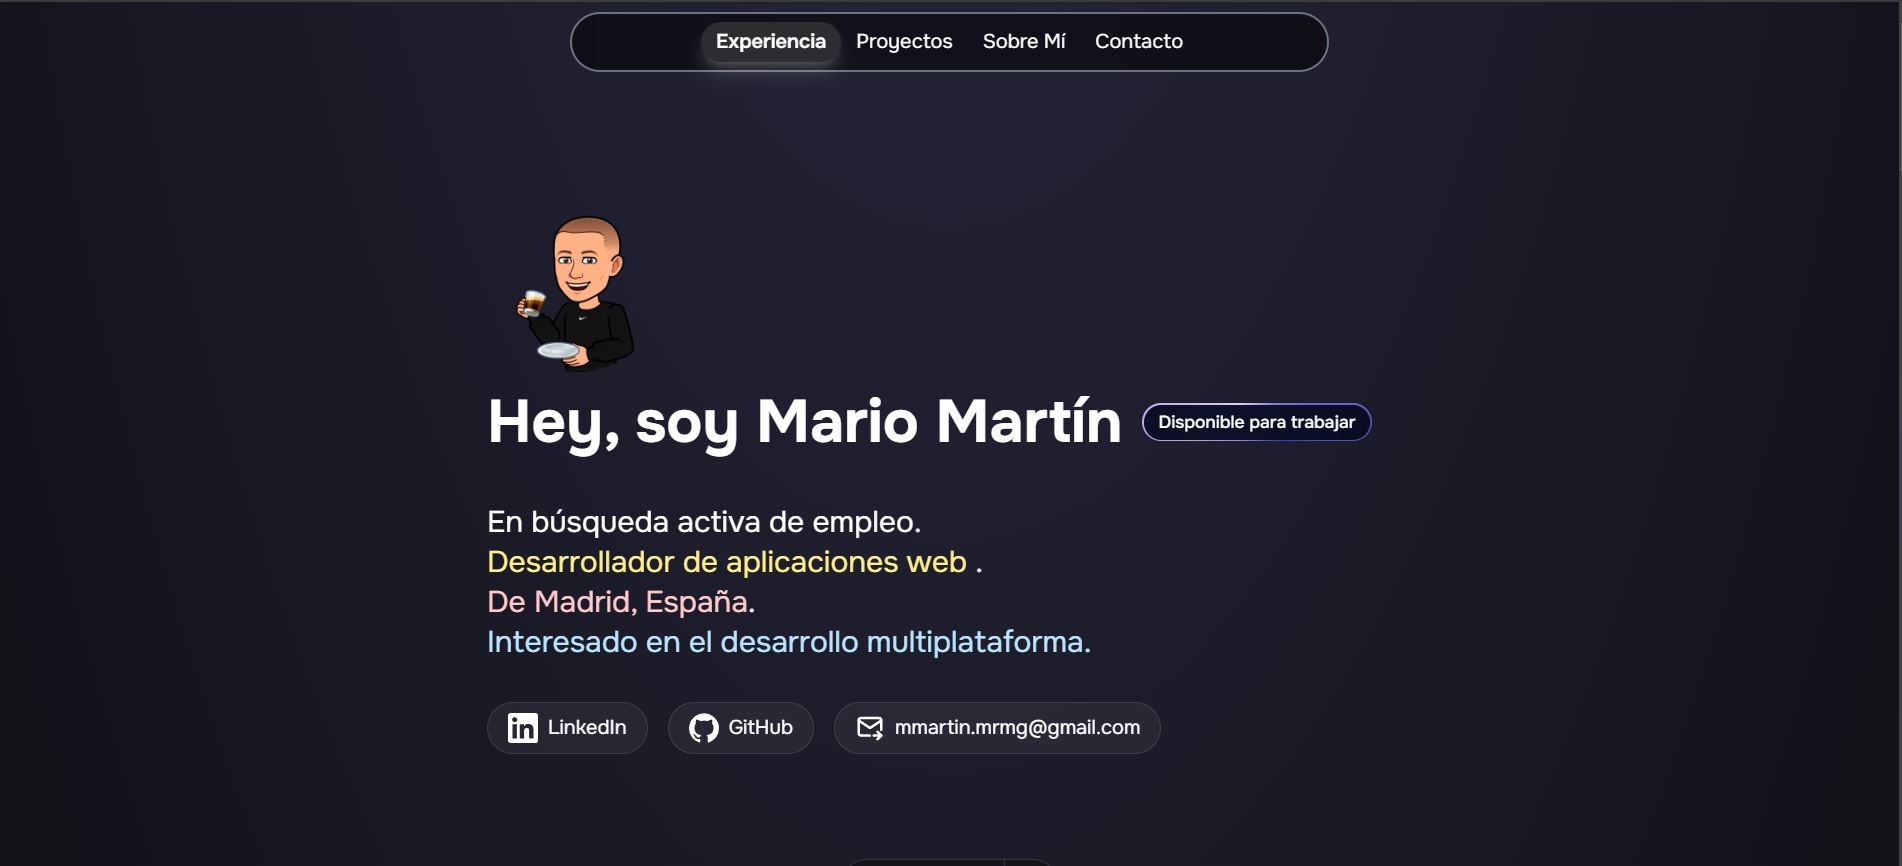 Experiencia Proyectos Sobre Mí Contacto
Hey, soy Mario Martín
Disponible para trabajar
En búsqueda activa de empleo.
Desarrollador de aplicaciones web .
De Madrid, España.
Interesado en el desarrollo multiplataforma.
in LinkedIn GitHub mmartin.mrmg@gmail.com